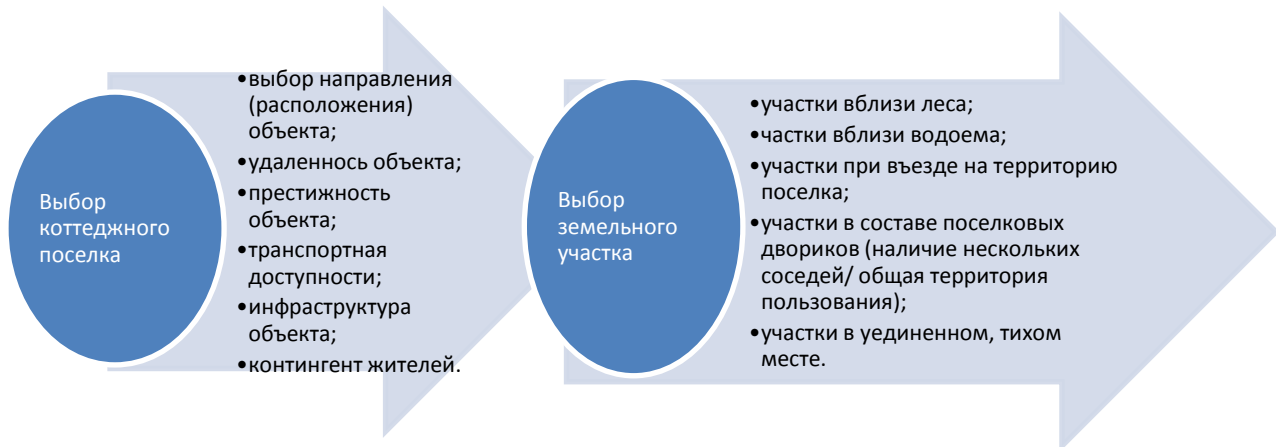 Выбор
коттеджного
поселка
•выбор направления
(расположения)
объекта;
•удаленнось объекта;
•престижность
объекта;
•транспортная
доступности;
•инфраструктура
объекта;
•контингент жителей.
Выбор
земельного
участка
•участки вблизи леса;
•частки вблизи водоема;
•участки при въезде на территорию
поселка;
•участки в составе поселковых
двориков (наличие нескольких
соседей/ общая территория
пользования);
•участки в уединенном, тихом
месте.